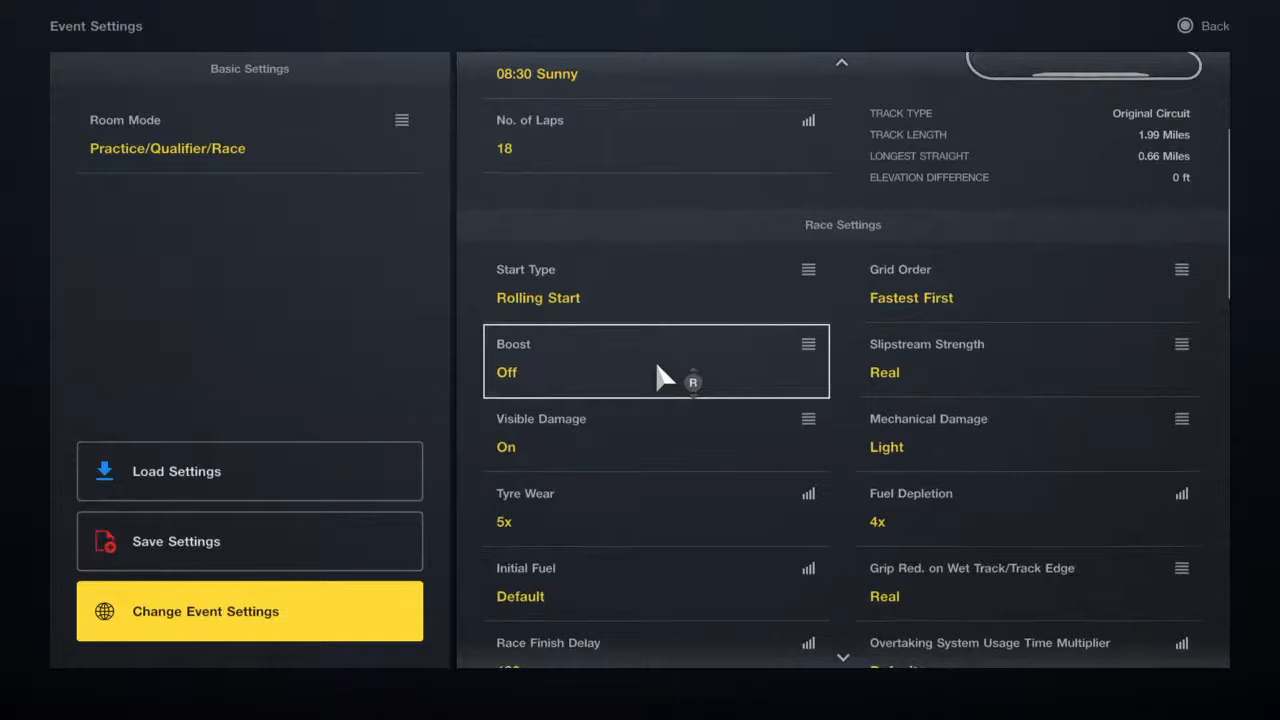 Event Settings
Back
Basic Settings
Room Mode
Practice/Qualifier/Race
Load Settings
Save Settings
Change Event Settings
08:30 Sunny
No. of Laps
18
TRACK TYPE Original Circuit
TRACK LENGTH 1.99 Miles
LONGEST STRAIGHT 0.66 Miles
ELEVATION DIFFERENCE 0 ft
Race Settings
Start Type
Rolling Start
Grid Order
Fastest First
Boost
Off
R
Slipstream Strength
Real
Visible Damage
On
Mechanical Damage
Light
Tyre Wear
5x
Fuel Depletion
4x
Initial Fuel
Default
Grip Red. on Wet Track/Track Edge
Real
Race Finish Delay
Overtaking System Usage Time Multiplier